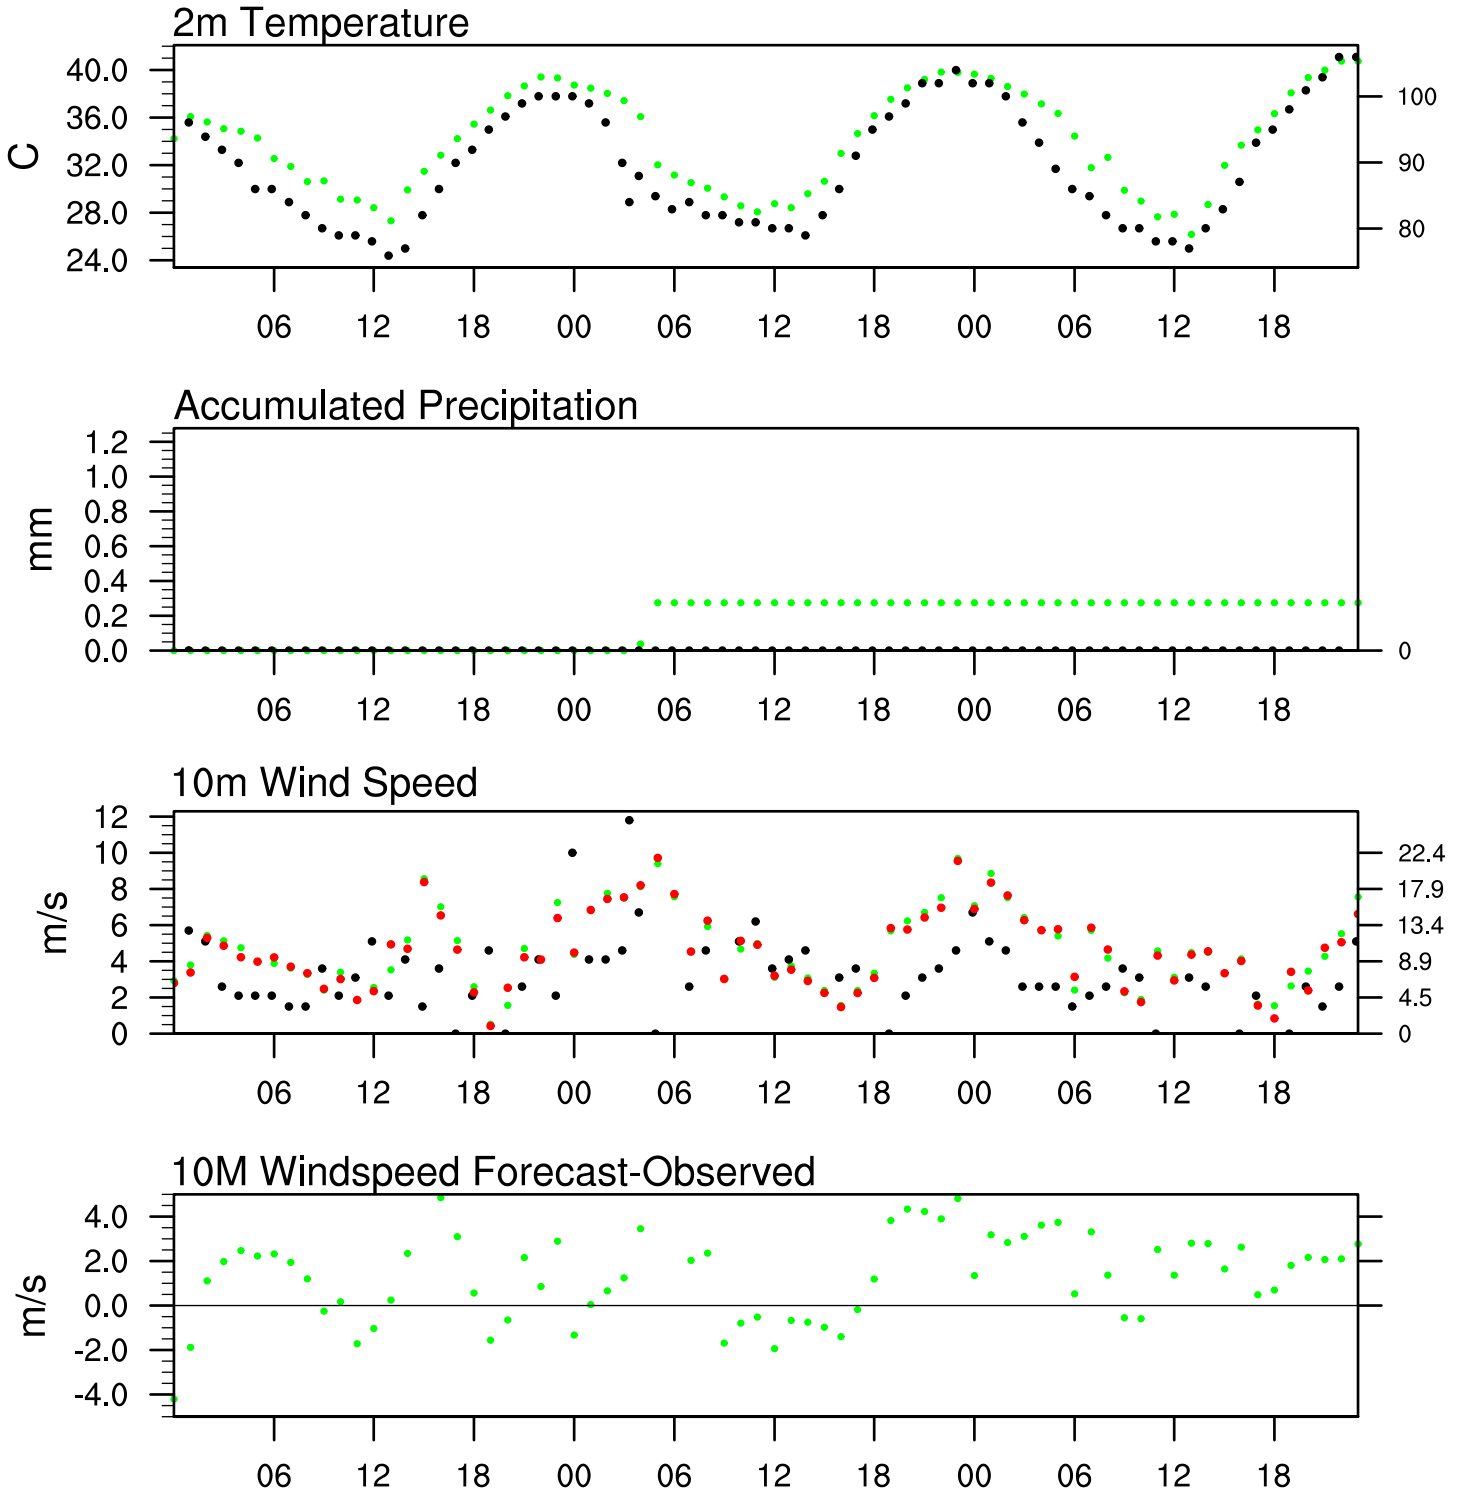 2m Temperature
40.0
36.0
32.0
28.0
24.0
C
100
90
80
06 12 18 00 06 12 18 00 06 12 18
Accumulated Precipitation
1.2
1.0
0.8
0.6
0.4
0.2
0.0
mm
0
06 12 18 00 06 12 18 00 06 12 18
10m Wind Speed
12
10
8
6
4
2
0
m/s
22.4
17.9
13.4
8.9
4.5
0
06 12 18 00 06 12 18 00 06 12 18
10M Windspeed Forecast-Observed
4.0
2.0
0.0
-2.0
-4.0
m/s
06 12 18 00 06 12 18 00 06 12 18